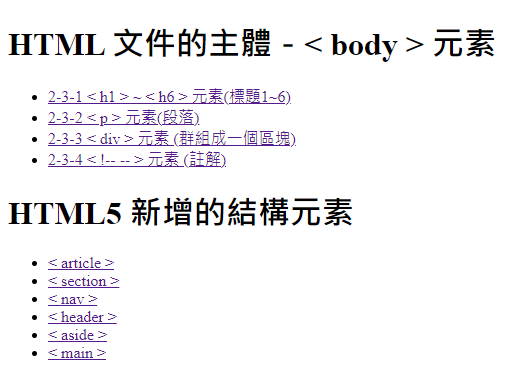 HTML 文件的主體 - < body > 元素
2-3-1 < h1 > ~ < h6 > 元素(標題1~6)
2-3-2 < p > 元素(段落)
2-3-3 < div > 元素 (群組成一個區塊)
2-3-4 < !-- -- > 元素 (註解)
HTML5 新增的結構元素
< article >
< section >
< nav >
< header >
< aside >
< main >